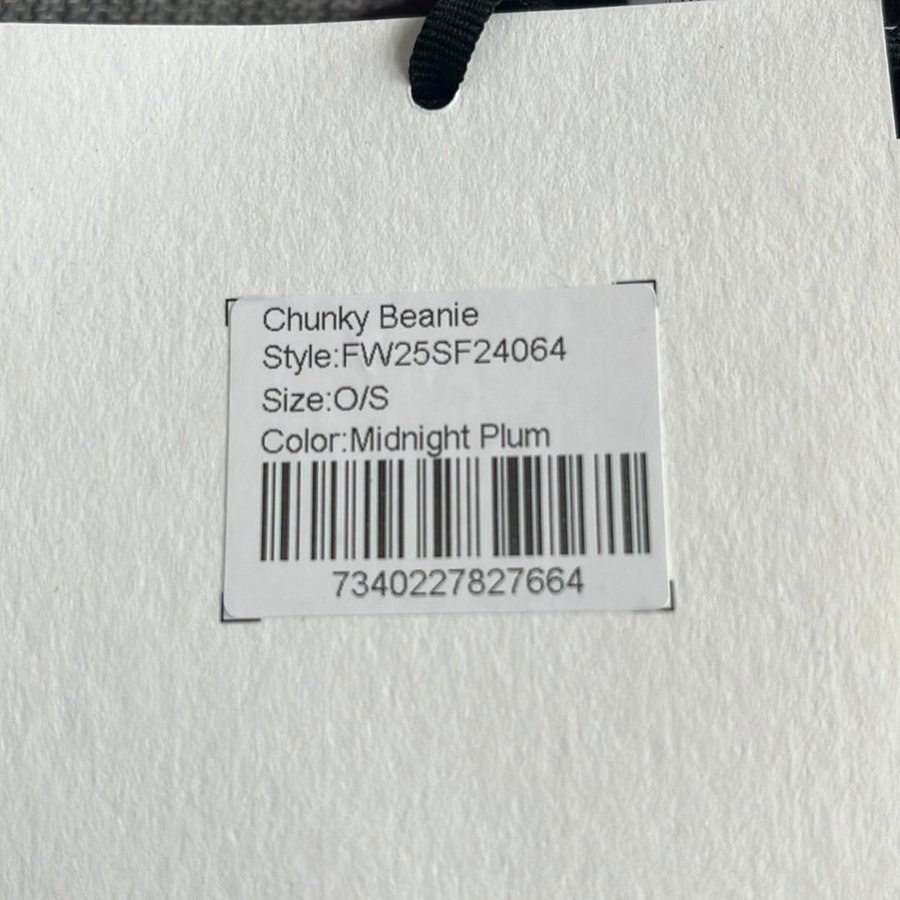 Chunky Beanie
Style:FW25SF24064
Size:O/S
Color:Midnight Plum
7340227827664